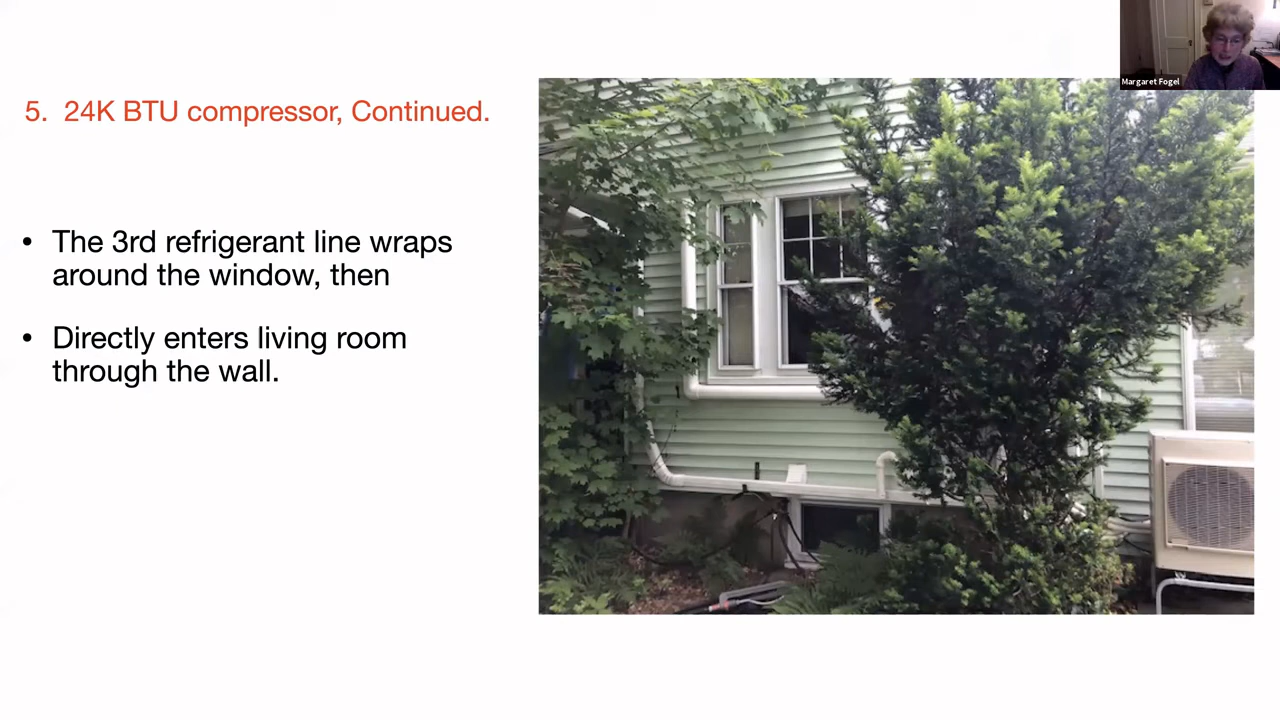 Margaret Fogel
5. 24K BTU compressor, Continued.
• The 3rd refrigerant line wraps
around the window, then
• Directly enters living room
through the wall.